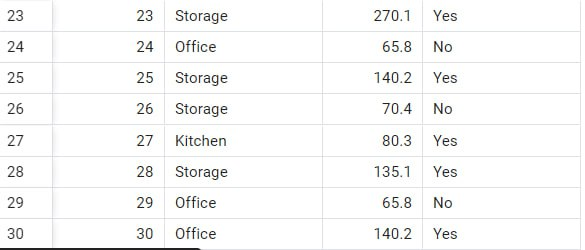 23 23 Storage 270.1 Yes
24 24 Office 65.8 No
25 25 Storage 140.2 Yes
26 26 Storage 70.4 No
27 27 Kitchen 80.3 Yes
28 28 Storage 135.1 Yes
29 29 Office 65.8 No
30 30 Office 140.2 Yes